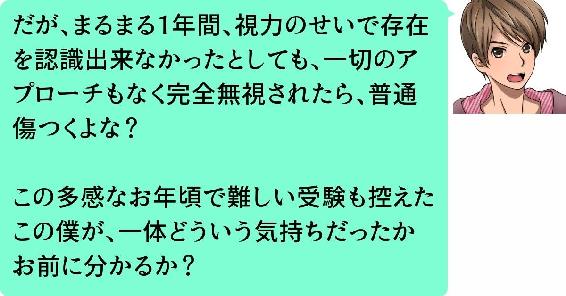 だが、まるまる1年間、視力のせいで存在
を認識出来なかったとしても、一切のア
プローチもなく完全無視されたら、普通
傷つくよな？
この多感なお年頃で難しい受験も控えた
この僕が、一体どういう気持ちだったか
お前に分かるか？